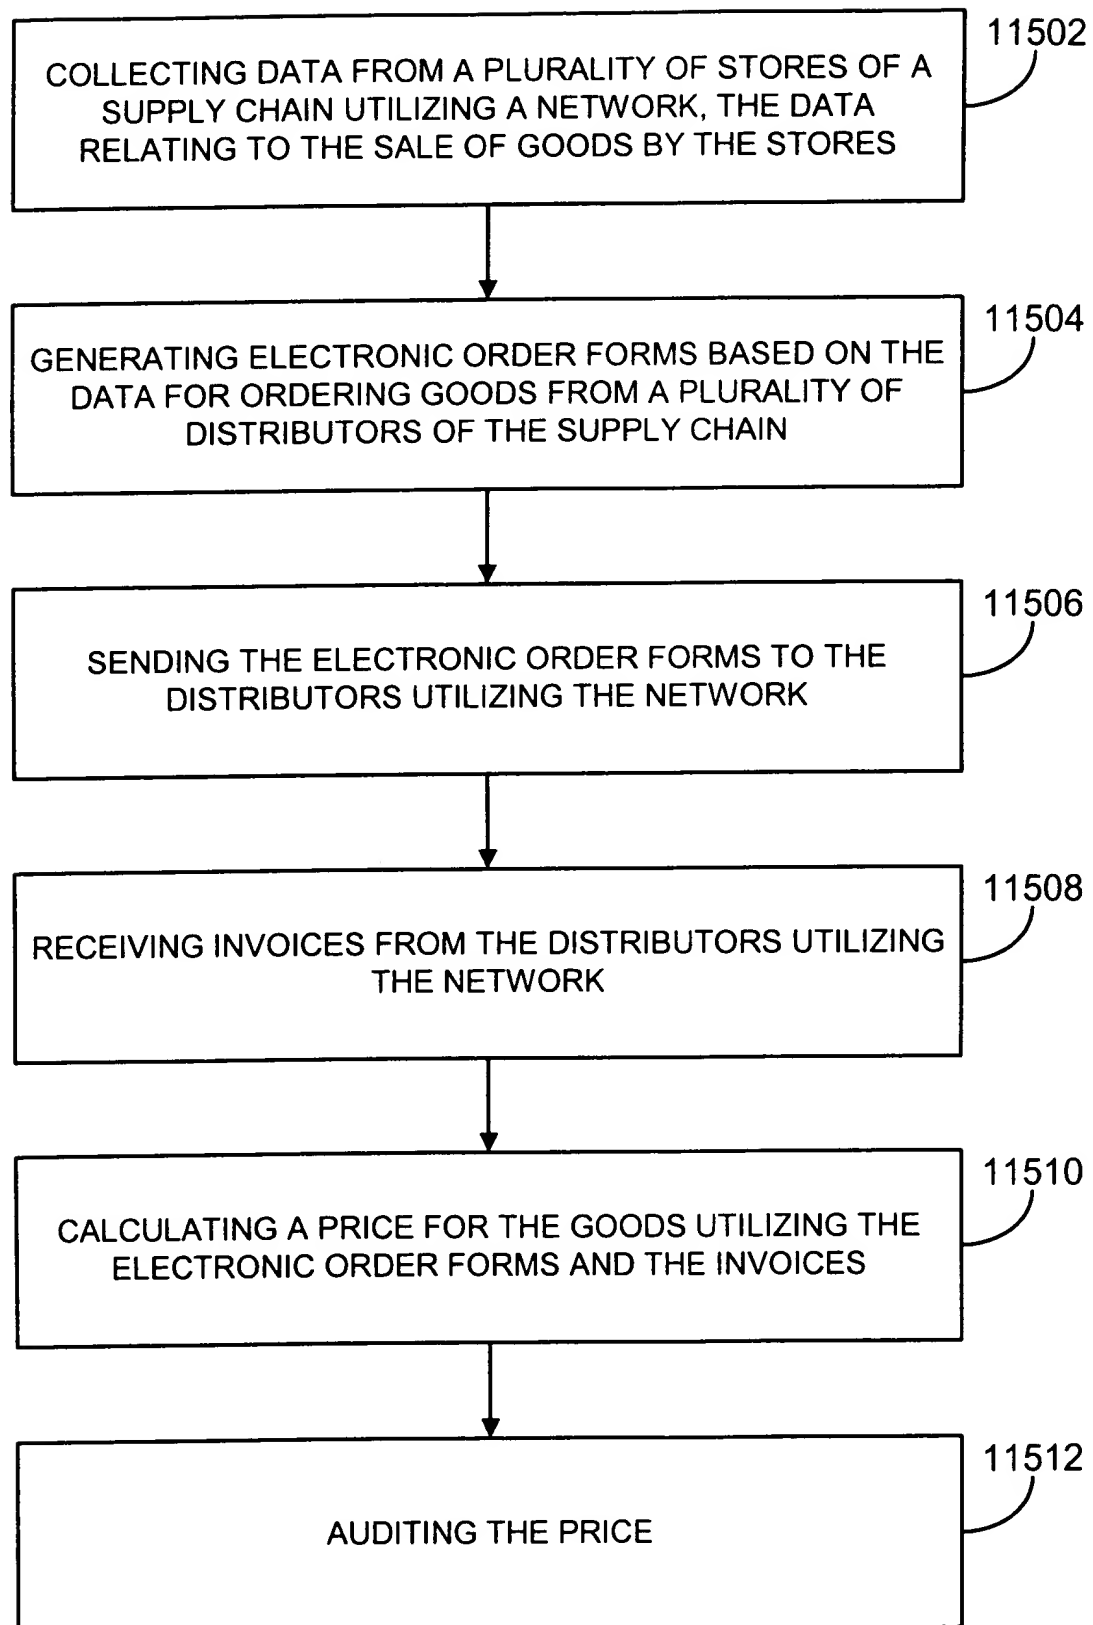 11502
COLLECTING DATA FROM A PLURALITY OF STORES OF A
SUPPLY CHAIN UTILIZING A NETWORK, THE DATA
RELATING TO THE SALE OF GOODS BY THE STORES
11504
GENERATING ELECTRONIC ORDER FORMS BASED ON THE
DATA FOR ORDERING GOODS FROM A PLURALITY OF
DISTRIBUTORS OF THE SUPPLY CHAIN
11506
SENDING THE ELECTRONIC ORDER FORMS TO THE
DISTRIBUTORS UTILIZING THE NETWORK
11508
RECEIVING INVOICES FROM THE DISTRIBUTORS UTILIZING
THE NETWORK
11510
CALCULATING A PRICE FOR THE GOODS UTILIZING THE
ELECTRONIC ORDER FORMS AND THE INVOICES
11512
AUDITING THE PRICE